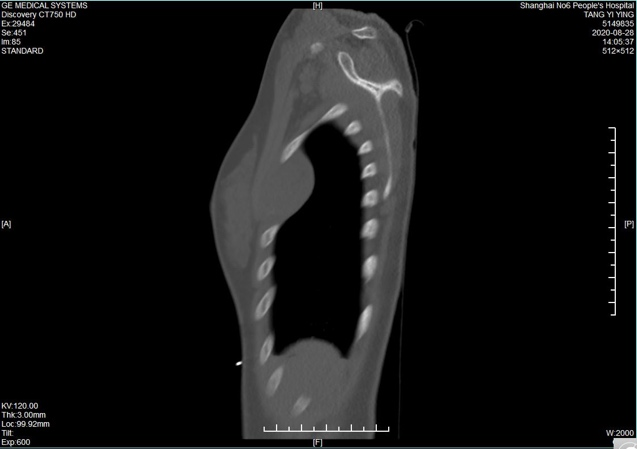 GE MEDICAL SYSTEMS
Discovery CT750 HD
Ex:29484
Se:451
Im:85
STANDARD
[H]
Shanghai No6 People's Hospital
TANG YI YING
5149835
2020-08-28
14:05:37
512×512
[A]
[P]
KV:120.00
Thk:3.00mm
Loc:99.92mm
Tilt:
Exp:600
[F]
W:2000